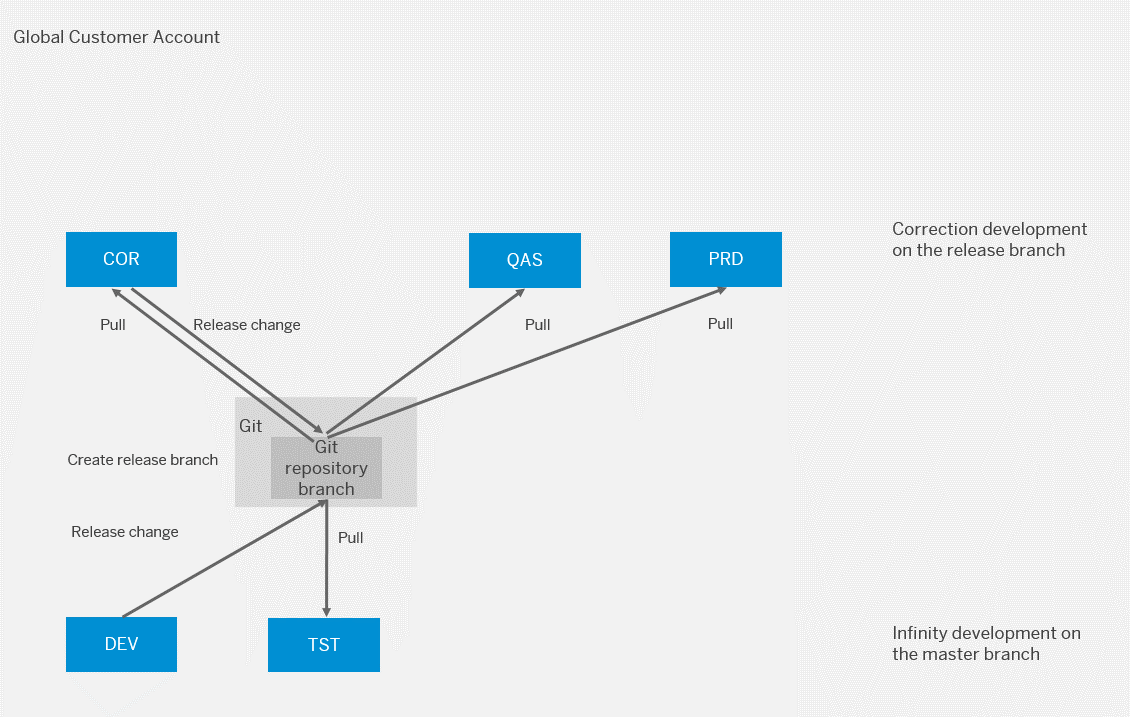 Global Customer Account
Correction development
on the release branch
COR
QAS
PRD
Pull
Release change
Pull
Pull
Git
Git
repository
branch
Create release branch
Release change
Pull
DEV
TST
Infinity development on
the master branch